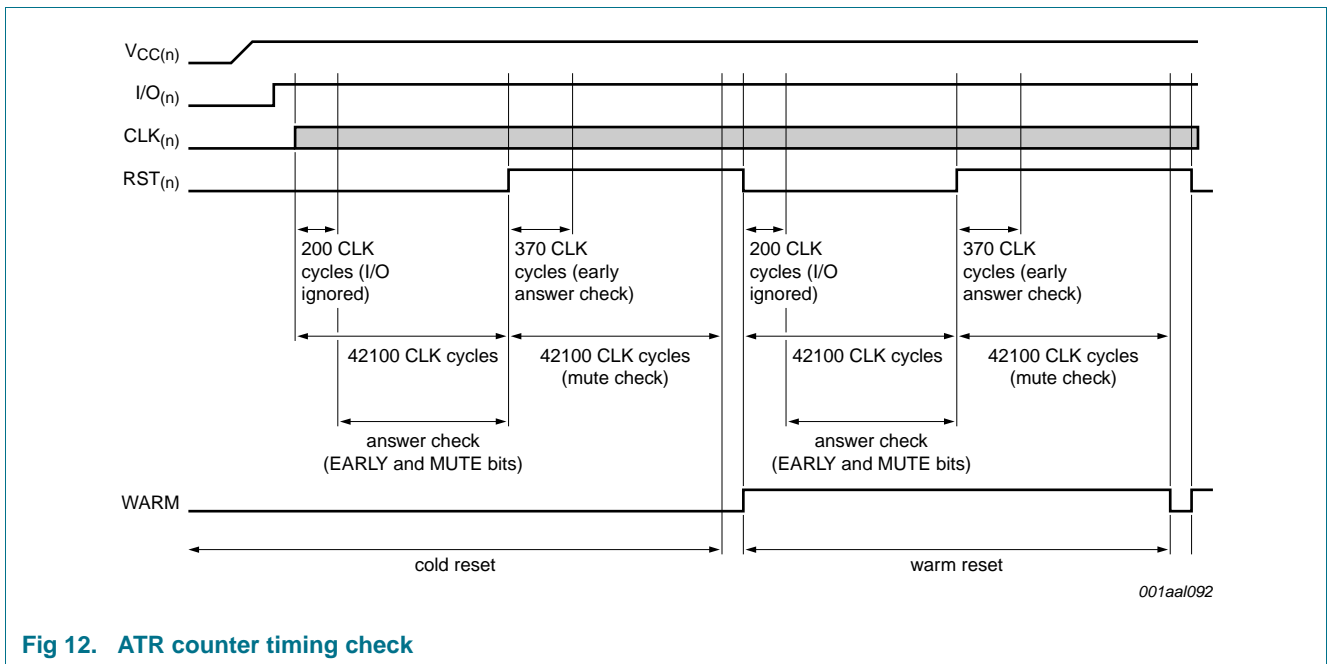 VCC(n)
I/O(n)
CLK(n)
RST(n)
200 CLK
cycles (I/O
ignored)
370 CLK
cycles (early
answer check)
200 CLK
cycles (I/O
ignored)
370 CLK
cycles (early
answer check)
42100 CLK cycles
42100 CLK cycles
(mute check)
42100 CLK cycles
42100 CLK cycles
(mute check)
answer check
(EARLY and MUTE bits)
answer check
(EARLY and MUTE bits)
WARM
cold reset
warm reset
001aal092
Fig 12. ATR counter timing check